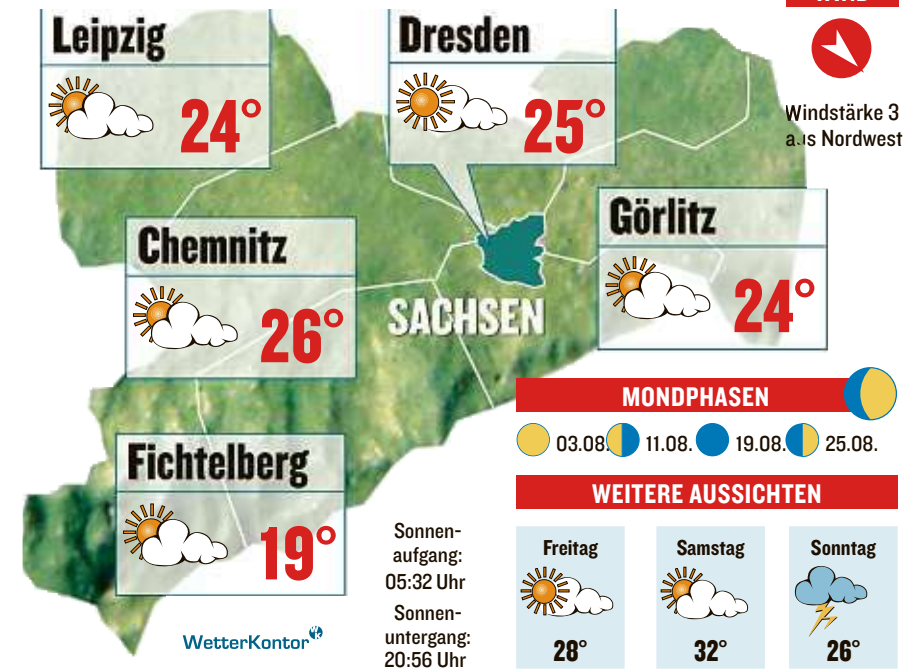 Leipzig
24°
Dresden
25°
Windstärke 3
aus Nordwest
Chemnitz
26°
Görlitz
24°
SACHSEN
Fichtelberg
19°
MONDPHASEN
03.08. 11.08. 19.08. 25.08.
WEITERE AUSSICHTEN
Freitag
28°
Samstag
32°
Sonntag
26°
Sonnen-
aufgang:
05:32 Uhr
Sonnen-
untergang:
20:56 Uhr
WetterKontor